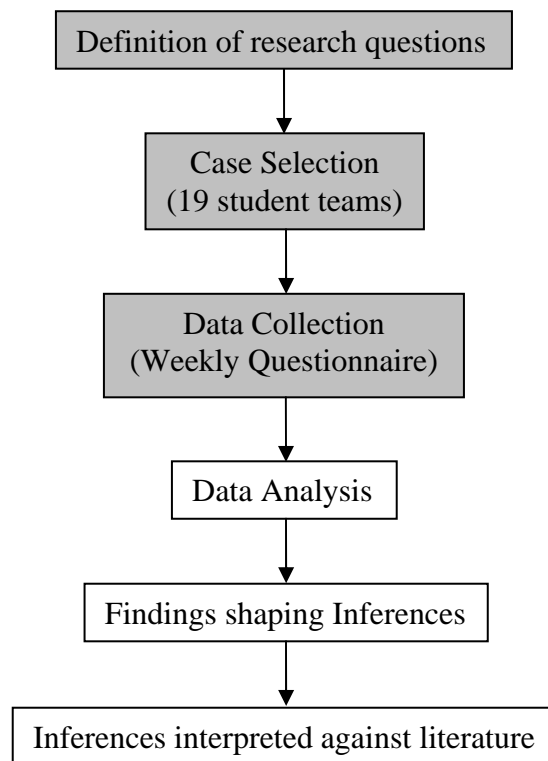 Definition of research questions
Case Selection
(19 student teams)
Data Collection
(Weekly Questionnaire)
Data Analysis
Findings shaping Inferences
Inferences interpreted against literature